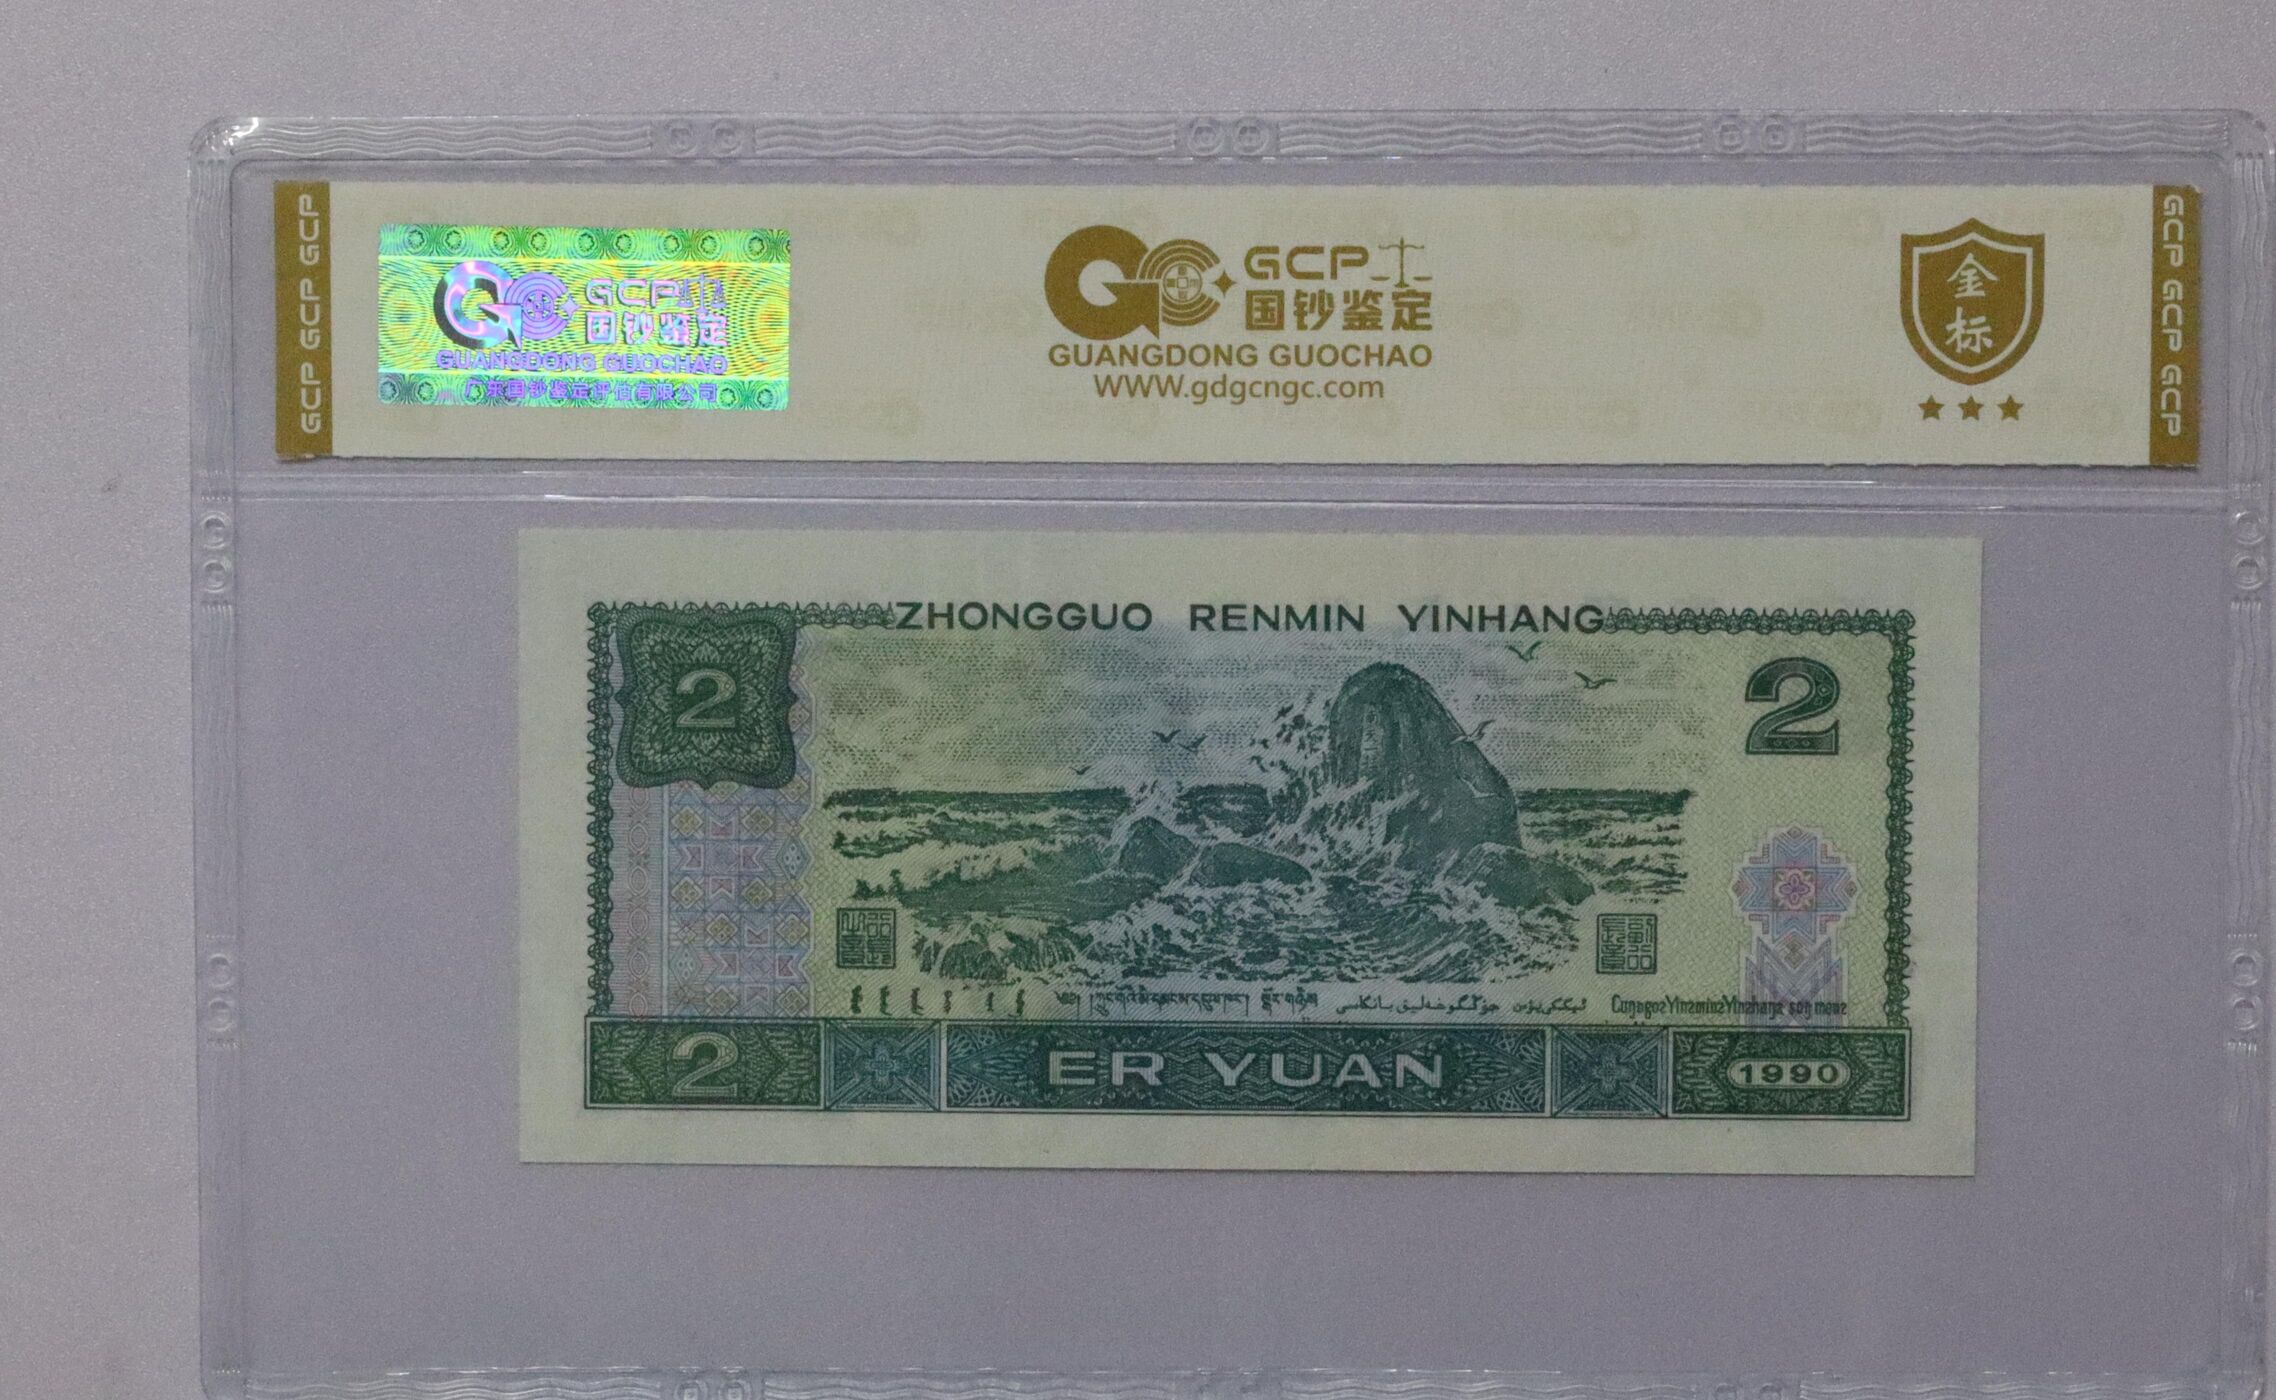 GCP GCP GCP
GCP
国钞鉴定
GUANGDONG GUOCHAO
广东国钞鉴定评估有限公司
GCP
国钞鉴定
GUANGDONG GUOCHAO
WWW.gdgcngc.com
金
标
GCP GCP GCP
ZHONGGUO RENMIN YINHANG
2
2
2
ER YUAN
1990